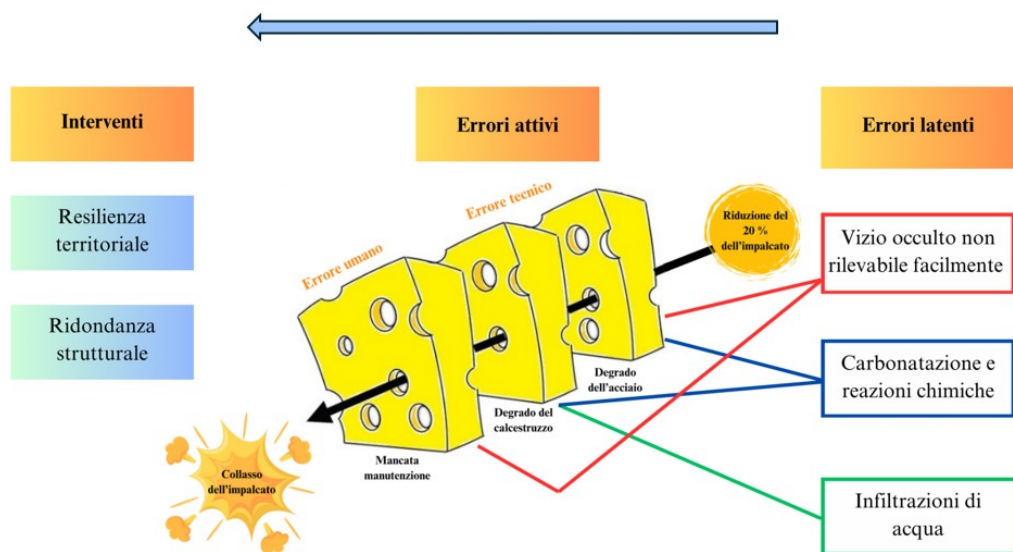 Interventi
Errori attivi
Errori latenti
Resilienza
territoriale
Ridondanza
strutturale
Errore umano
Errore tecnico
Riduzione del
20 %
dell'impalcato
Degrado
dell'acciaio
Degrado del
calcestruzzo
Mancata
manutenzione
Collasso
dell'impalcato
Vizio occulto non
rilevabile facilmente
Carbonatazione e
reazioni chimiche
Infiltrazioni di
acqua